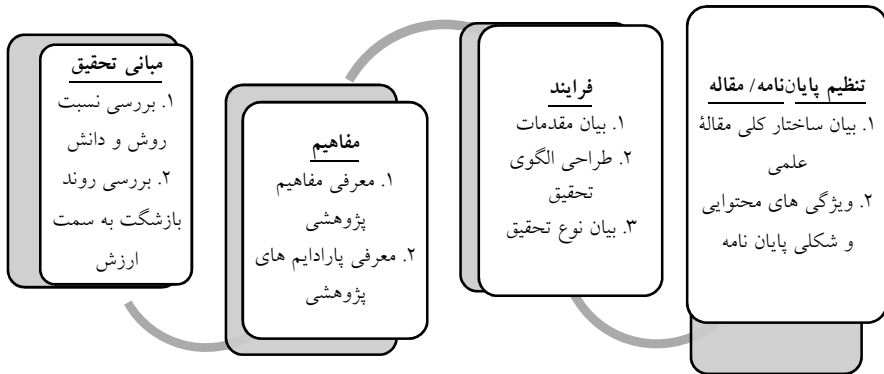 مبانی تحقیق
۱. بررسی نسبت
روش و دانش
۲. بررسی روند
بازشگت به سمت
ارزش
مفاهیم
۱. معرفی مفاهیم
پژوهشی
۲. معرفی پارادایم های
پژوهشی
فرایند
۱. بیان مقدمات
۲. طراحی الگوی
تحقیق
۳. بیان نوع تحقیق
تنظیم پایان‌نامه/ مقاله
۱. بیان ساختار کلی مقالۀ
علمی
۲. ویژگی های محتوایی
و شکلی پایان نامه